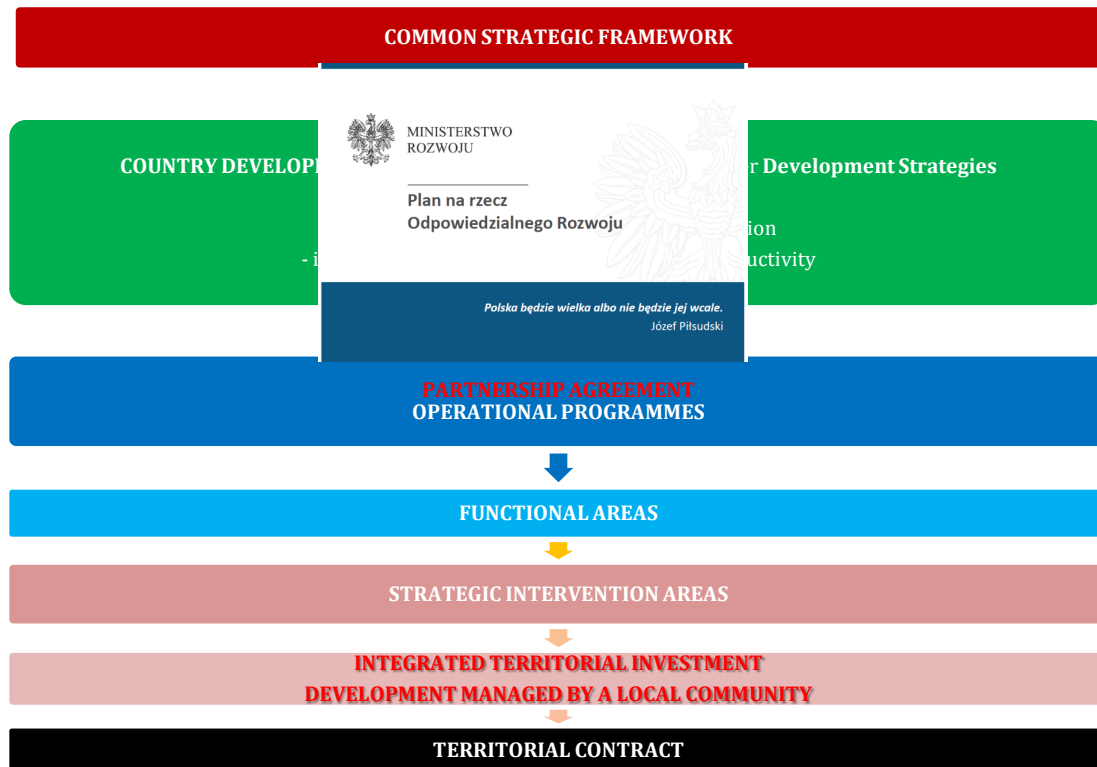 COMMON STRATEGIC FRAMEWORK
MINISTERSTWO
ROZWOJU
COUNTRY DEVELOP
r Development Strategies
Plan na rzecz
Odpowiedzialnego Rozwoju
ion
- i
uctivity
Polska będzie wielka albo nie będzie jej wcale.
Józef Piłsudski
PARTNERSHIP AGREEMENT
OPERATIONAL PROGRAMMES
FUNCTIONAL AREAS
STRATEGIC INTERVENTION AREAS
INTEGRATED TERRITORIAL INVESTMENT
DEVELOPMENT MANAGED BY A LOCAL COMMUNITY
TERRITORIAL CONTRACT